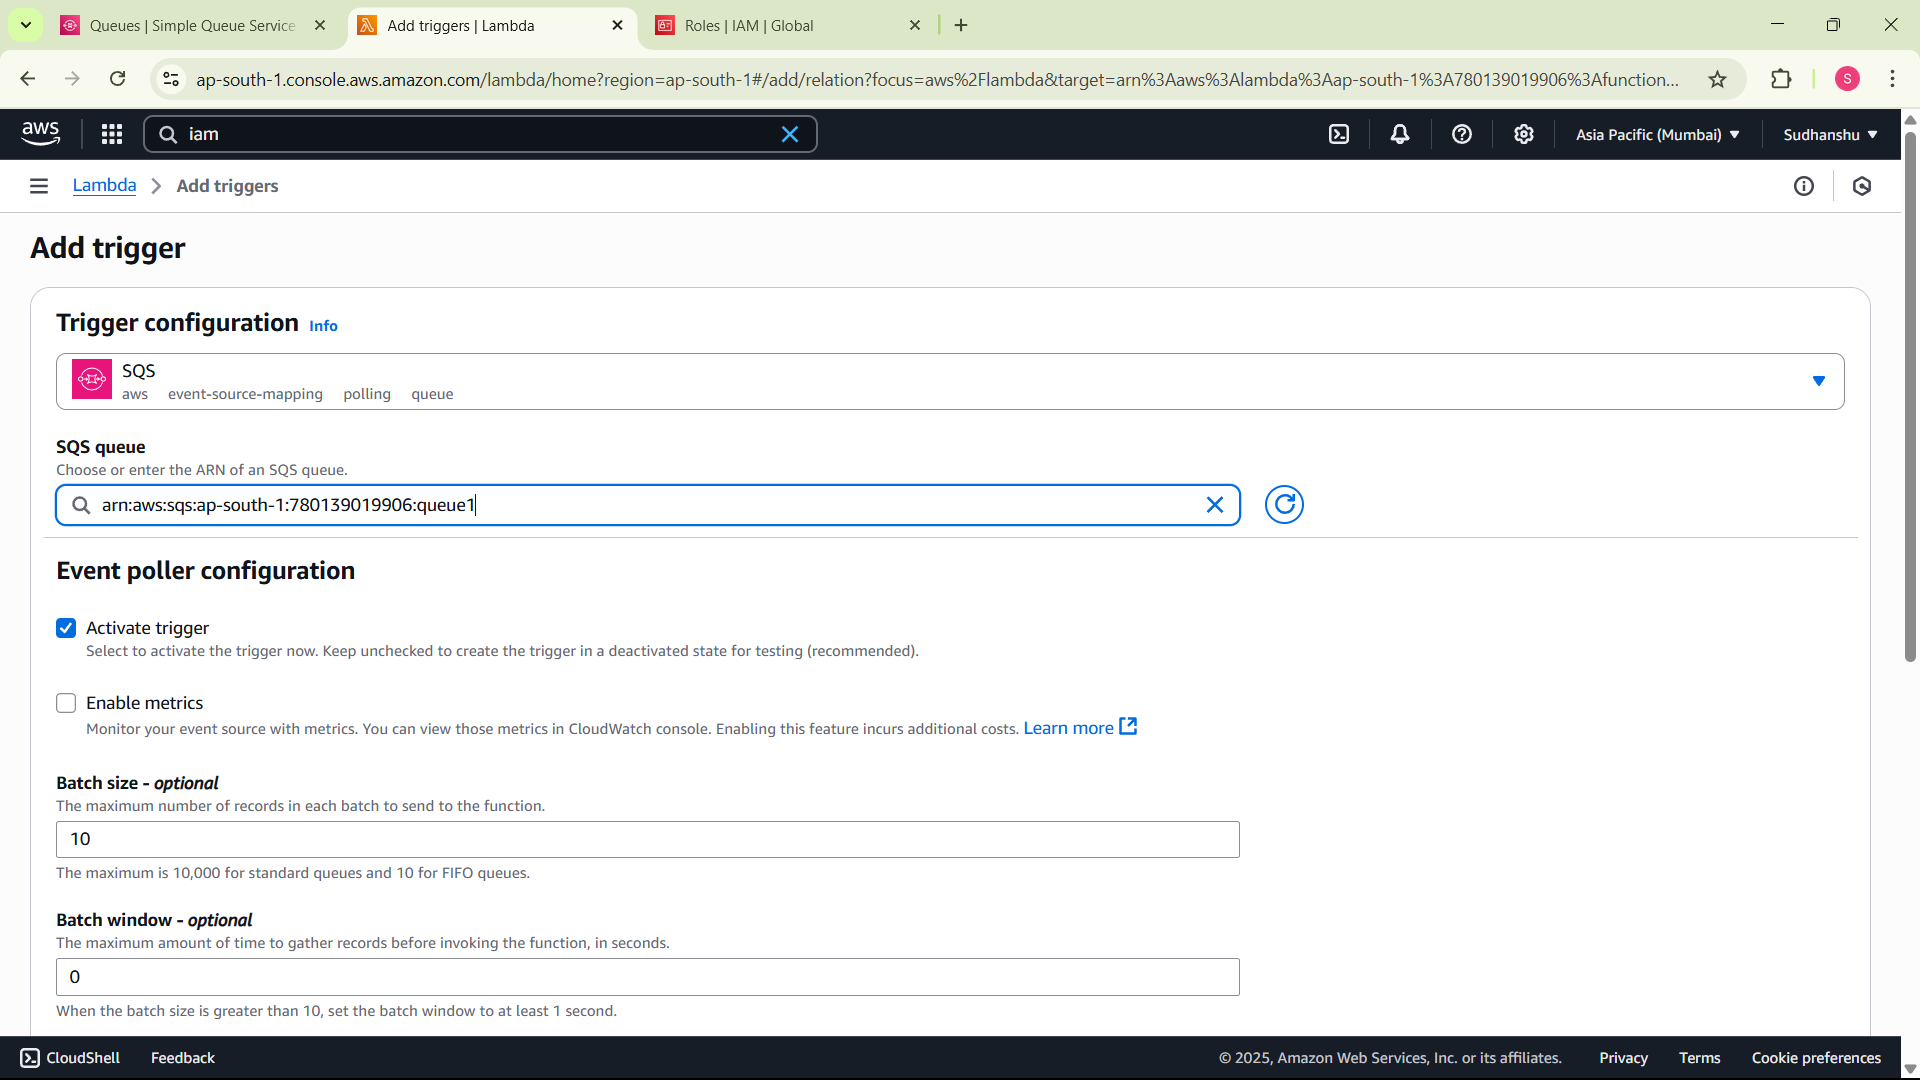 Queues | Simple Queue Service
Add triggers | Lambda
Roles | IAM | Global
ap-south-1.console.aws.amazon.com/lambda/home?region=ap-south-1#/add/relation?focus=aws%2Flambda&target=arn%3Aaws%3Alambda%3Aap-south-1%3A780139019906%3Afunction...
S
aws
iam
Asia Pacific (Mumbai)
Sudhanshu
Lambda
Add triggers
Add trigger
Trigger configuration Info
SQS
aws event-source-mapping polling queue
SQS queue
Choose or enter the ARN of an SQS queue.
arn:aws:sqs:ap-south-1:780139019906:queue1
Event poller configuration
Activate trigger
Select to activate the trigger now. Keep unchecked to create the trigger in a deactivated state for testing (recommended).
Enable metrics
Monitor your event source with metrics. You can view those metrics in CloudWatch console. Enabling this feature incurs additional costs. Learn more
Batch size - optional
The maximum number of records in each batch to send to the function.
10
The maximum is 10,000 for standard queues and 10 for FIFO queues.
Batch window - optional
The maximum amount of time to gather records before invoking the function, in seconds.
0
When the batch size is greater than 10, set the batch window to at least 1 second.
CloudShell Feedback © 2025, Amazon Web Services, Inc. or its affiliates. Privacy Terms Cookie preferences